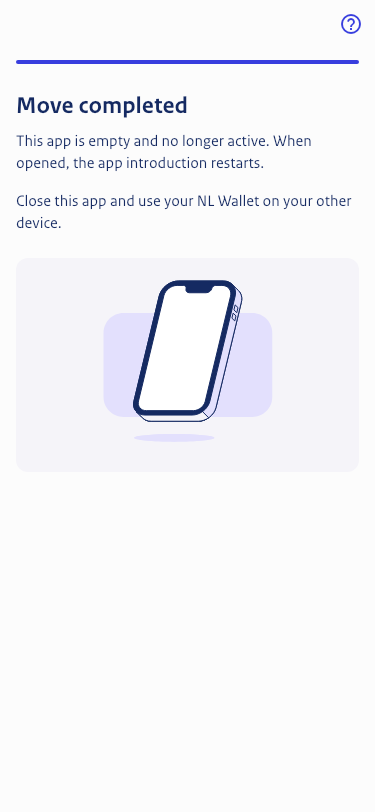 Move completed
This app is empty and no longer active. When
opened, the app introduction restarts.
Close this app and use your NL Wallet on your other
device.